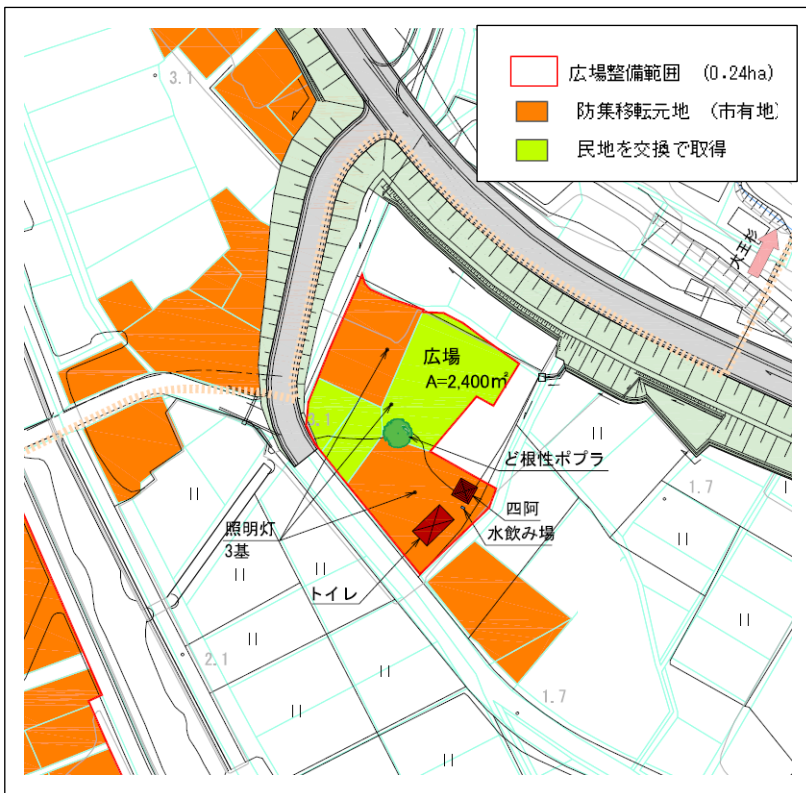 広場整備範囲 (0.24ha)
防集移転元地 (市有地)
民地を交換で取得
3.1
大王杉
広場
A=2,400㎡
3.1
ど根性ポプラ
1.7
四阿
水飲み場
照明灯
3基
トイレ
2.1
1.7